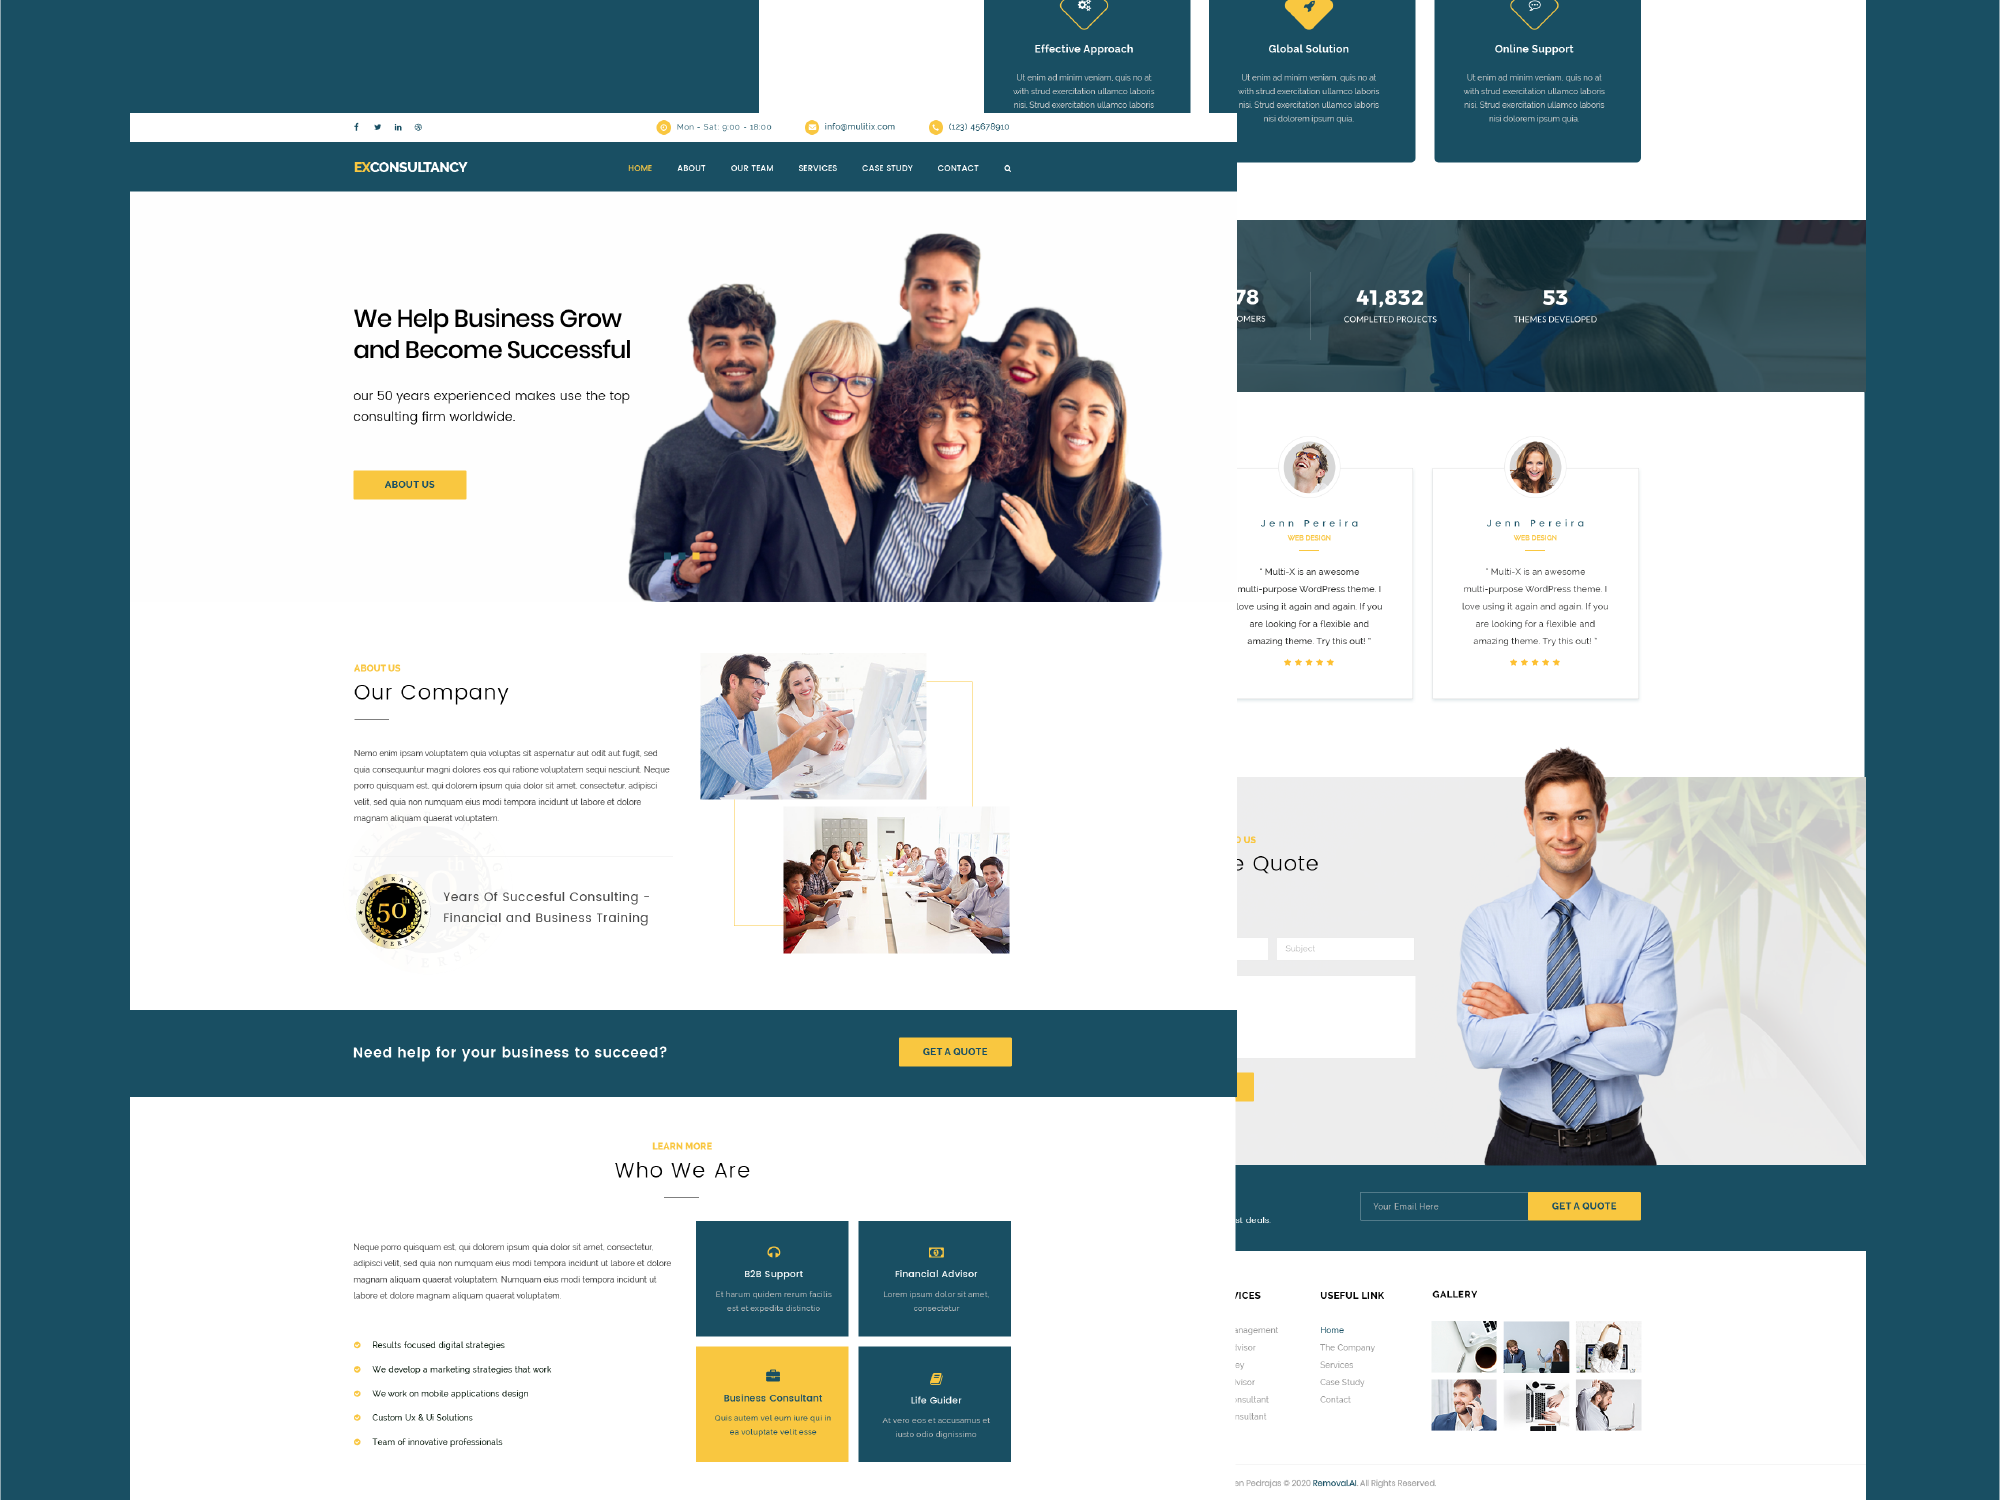 Effective Approach
Ut enim ad minim veniam, quis no at
with strud exercitation ullamco laboris
nisi, Strud exercitation ullamco laboris
Global Solution
Ut enim ad minim veniam, quis no at
with strud exercitation ullamco laboris
nisi, Strud exercitation ullamco laboris
nisi dolorem ipsum quia.
Online Support
Ut enim ad minim veniam, quis no at
with strud exercitation ullamco laboris
nisi, Strud exercitation ullamco laboris
nisi dolorem ipsum quia.
Mon - Sat: 9:00 - 18:00
info@mulitix.com
(123) 45678910
EXCONSULTANCY
HOME ABOUT OUR TEAM SERVICES CASE STUDY CONTACT
We Help Business Grow
and Become Successful
our 50 years experienced makes use the top
consulting firm worldwide.
ABOUT US
ABOUT US
Our Company
Nemo enim ipsam voluptatem quia voluptas sit aspernatur aut odit aut fugit, sed
quia consequuntur magni dolores eos qui ratione voluptatem sequi nesciunt. Neque
porro quisquam est, qui dolorem ipsum quia dolor sit amet, consectetur, adipisci
velit, sed quia non numquam eius modi tempora incidunt ut labore et dolore
magnam aliquam quaerat voluptatem.
CELEBRATING
50th
ANNIVERSARY
Years Of Succesful Consulting -
Financial and Business Training
Need help for your business to succeed?
GET A QUOTE
LEARN MORE
Who We Are
Neque porro quisquam est, qui dolorem ipsum quia dolor sit amet, consectetur,
adipisci velit, sed quia non numquam eius modi tempora incidunt ut labore et dolore
magnam aliquam quaerat voluptatem. Numquam eius modi tempora incidunt ut
labore et dolore magnam aliquam quaerat voluptatem.
Results focused digital strategies
We develop a marketing strategies that work
We work on mobile applications design
Custom Ux & Ui Solutions
Team of innovative professionals
B2B Support
Et harum quidem rerum facilis
est et expedita distinctio
Financial Advisor
Lorem ipsum dolor sit amet,
consectetur
Business Consultant
Quis autem vel eum iure qui in
ea voluptate velit esse
Life Guider
At vero eos et accusamus et
iusto odio dignissimo
78
OMERS
41,832
COMPLETED PROJECTS
53
THEMES DEVELOPED
Jenn Pereira
WEB DESIGN
" Multi-X is an awesome
multi-purpose WordPress theme. I
love using it again and again. If you
are looking for a flexible and
amazing theme. Try this out! "
Jenn Pereira
WEB DESIGN
" Multi-X is an awesome
multi-purpose WordPress theme. I
love using it again and again. If you
are looking for a flexible and
amazing theme. Try this out! "
O US
e Quote
Subject
st deals.
Your Email Here
GET A QUOTE
VICES
anagement
dvisor
ey
dvisor
onsultant
nsultant
USEFUL LINK
Home
The Company
Services
Case Study
Contact
GALLERY
en Pedrajas © 2020 Removal.AI, All Rights Reserved.